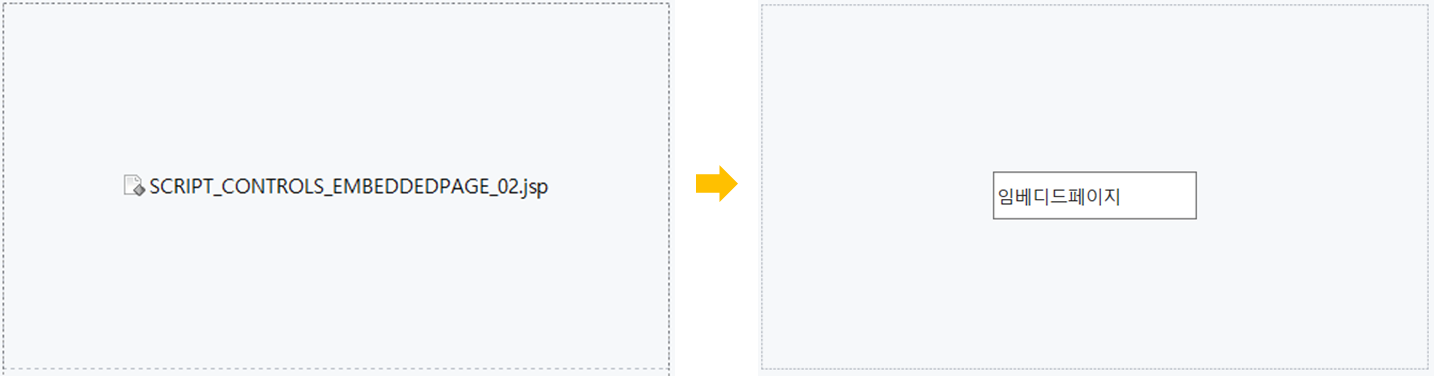 SCRIPT_CONTROLS_EMBEDDEDPAGE_02.jsp
임베디드페이지